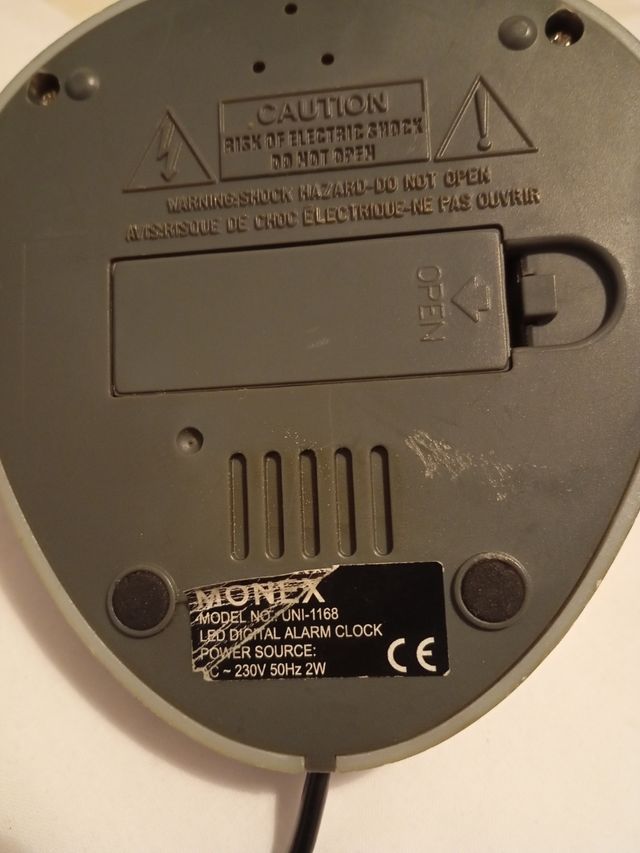 CAUTION
RISK OF ELECTRIC SHOCK
DO NOT OPEN
WARNING:SHOCK HAZARD-DO NOT OPEN
AVIS:RISQUE DE CHOC ÉLECTRIQUE-NE PAS OUVRIR
OPEN
MONEX
MODEL NO.: UNI-1168
LED DIGITAL ALARM CLOCK
POWER SOURCE:
C ~ 230V 50Hz 2W
CE